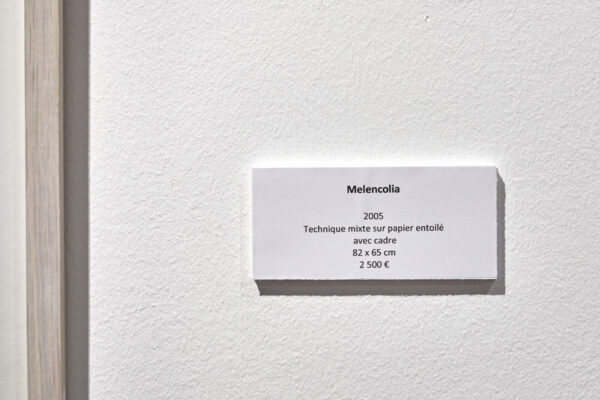 Melencolia
2005
Technique mixte sur papier entoilé
avec cadre
82 x 65 cm
2 500 €